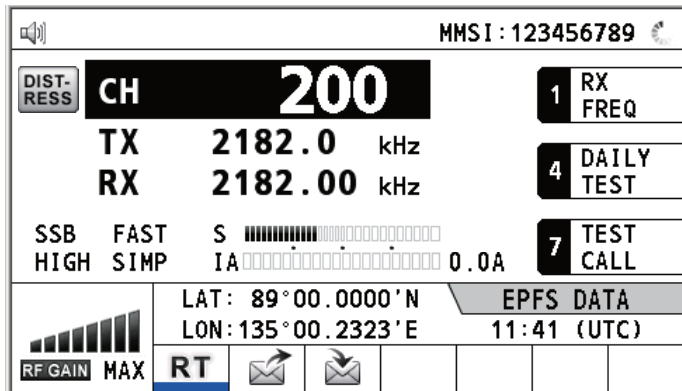 MMSI:123456789
DIST-
RESS
CH 200
TX 2182.0 kHz
RX 2182.00 kHz
1 RX
FREQ
4 DAILY
TEST
7 TEST
CALL
SSB FAST S
HIGH SIMP IA 0.0A
LAT: 89°00.0000'N
LON:135°00.2323'E
EPFS DATA
11:41 (UTC)
RF GAIN MAX
RT